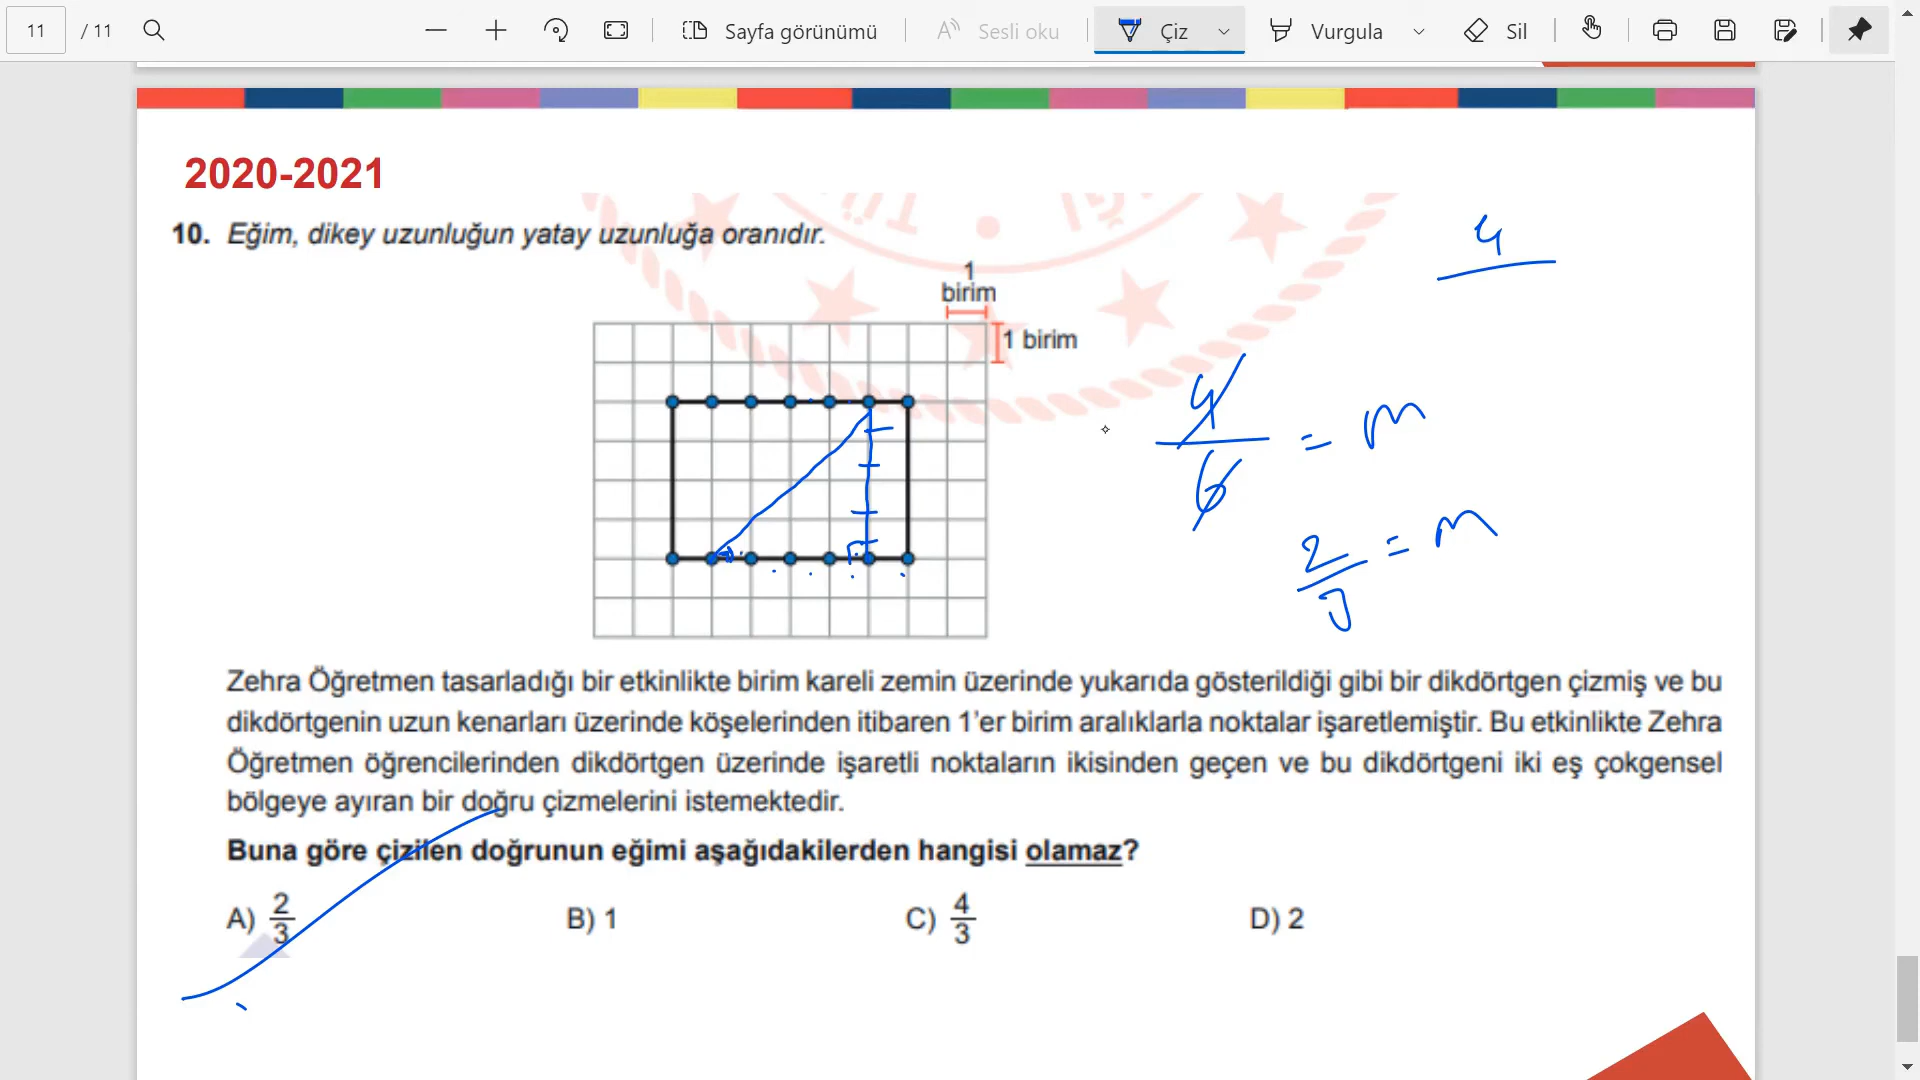 11 / 11 Sayfa görünümü Sesli oku Çiz Vurgula Sil
2020-2021
10. Eğim, dikey uzunluğun yatay uzunluğa oranıdır.
1
birim
1 birim
4
4/6 = m
2/3 = m
Zehra Öğretmen tasarladığı bir etkinlikte birim kareli zemin üzerinde yukarıda gösterildiği gibi bir dikdörtgen çizmiş ve bu
dikdörtgenin uzun kenarları üzerinde köşelerinden itibaren 1’er birim aralıklarla noktalar işaretlemiştir. Bu etkinlikte Zehra
Öğretmen öğrencilerinden dikdörtgen üzerinde işaretli noktaların ikisinden geçen ve bu dikdörtgeni iki eş çokgensel
bölgeye ayıran bir doğru çizmelerini istemektedir.
Buna göre çizilen doğrunun eğimi aşağıdakilerden hangisi olamaz?
A) 2/3 B) 1 C) 4/3 D) 2